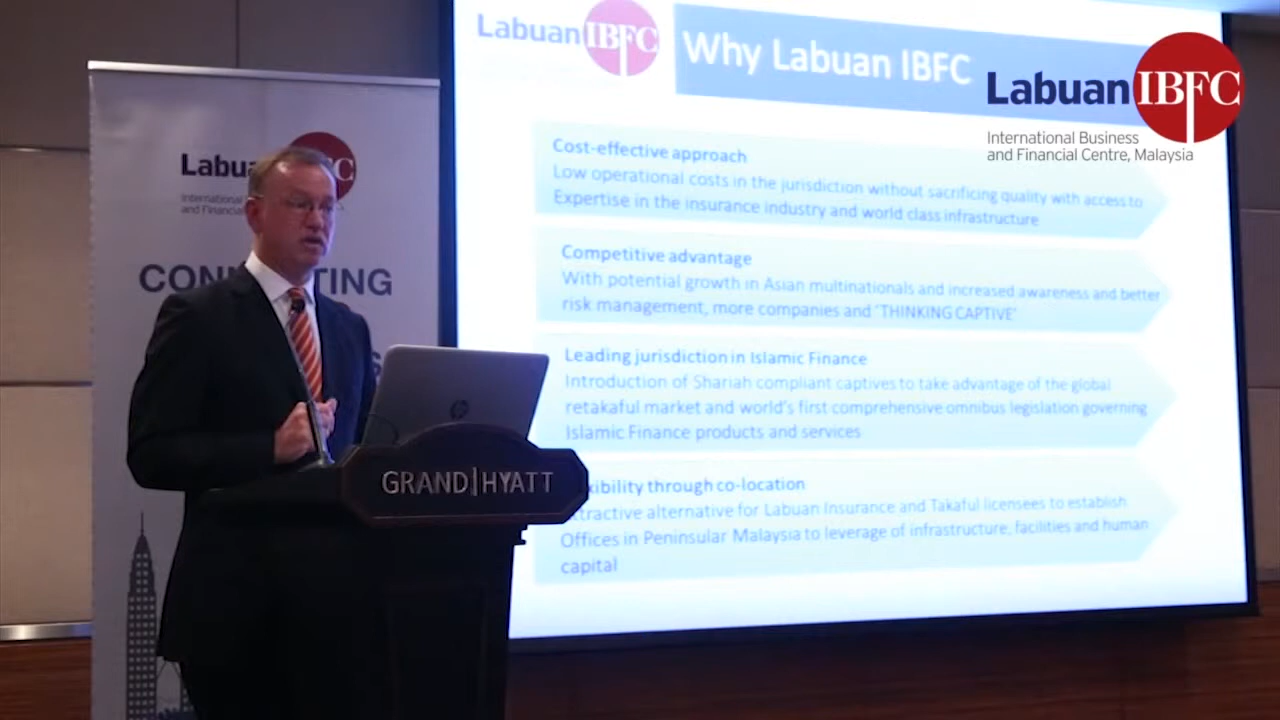 Labuan IBFC
Why Labuan IBFC
Labuan IBFC
International Business
and Financial Centre, Malaysia
Cost-effective approach
Low operational costs in the jurisdiction without sacrificing quality with access to
Expertise in the insurance industry and world class infrastructure
Competitive advantage
With potential growth in Asian multinationals and increased awareness and better
risk management, more companies and 'THINKING CAPTIVE'
Leading jurisdiction in Islamic Finance
Introduction of Shariah compliant captives to take advantage of the global
retakaful market and world's first comprehensive omnibus legislation governing
Islamic Finance products and services
xibility through co-location
ttractive alternative for Labuan Insurance and Takaful licensees to establish
Offices in Peninsular Malaysia to leverage of infrastructure, facilities and human
capital
Labua FC
International
and Financial
CON TING
S
hp
GRAND|HYATT